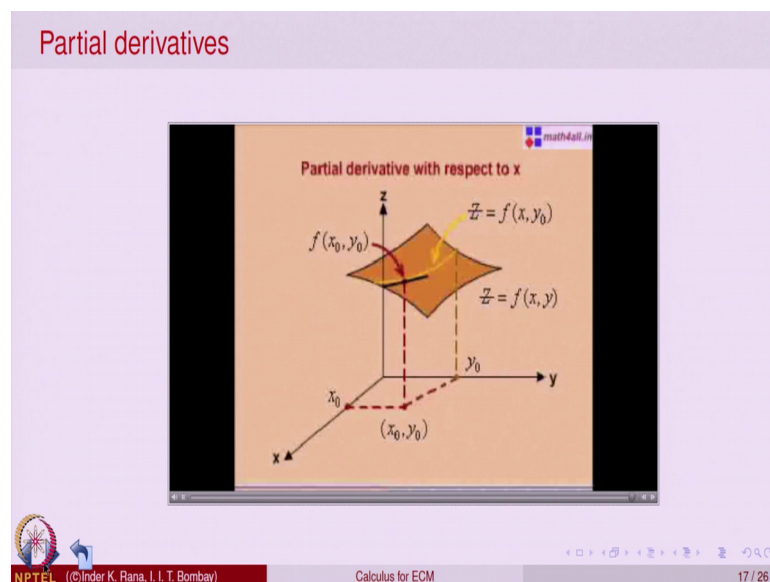 Partial derivatives
math4all.in
Partial derivative with respect to x
z
Z = f(x, y₀)
f(x₀, y₀)
Z = f(x, y)
y₀
y
x₀
(x₀, y₀)
x
NPTEL
(©Inder K. Rana, I. I. T. Bombay)
Calculus for ECM
17 / 26